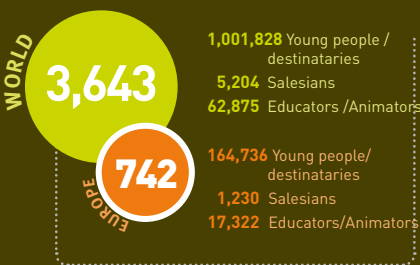 WORLD
3,643
1,001,828 Young people /
destinataries
5,204 Salesians
62,875 Educators /Animators
EUROPE
742
164,736 Young people/
destinataries
1,230 Salesians
17,322 Educators/Animators